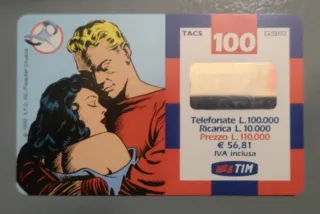 TACS
100
Telefonate L.100.000
Ricarica L. 10.000
Prezzo L. 110.000
€ 56,81
IVA inclusa
TIM